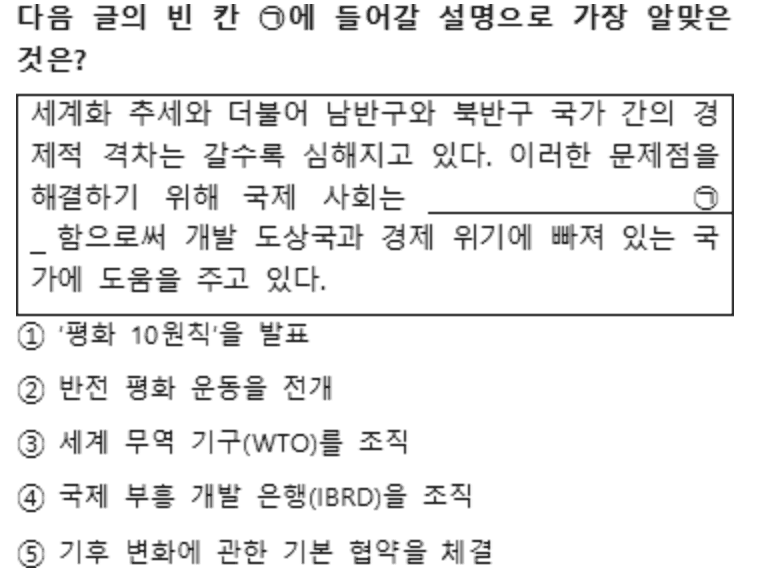 다음 글의 빈 칸 ㉠에 들어갈 설명으로 가장 알맞은
것은?
세계화 추세와 더불어 남반구와 북반구 국가 간의 경
제적 격차는 갈수록 심해지고 있다. 이러한 문제점을
해결하기 위해 국제 사회는 ____________㉠
_ 함으로써 개발 도상국과 경제 위기에 빠져 있는 국
가에 도움을 주고 있다.
① ‘평화 10원칙’을 발표
② 반전 평화 운동을 전개
③ 세계 무역 기구(WTO)를 조직
④ 국제 부흥 개발 은행(IBRD)을 조직
⑤ 기후 변화에 관한 기본 협약을 체결